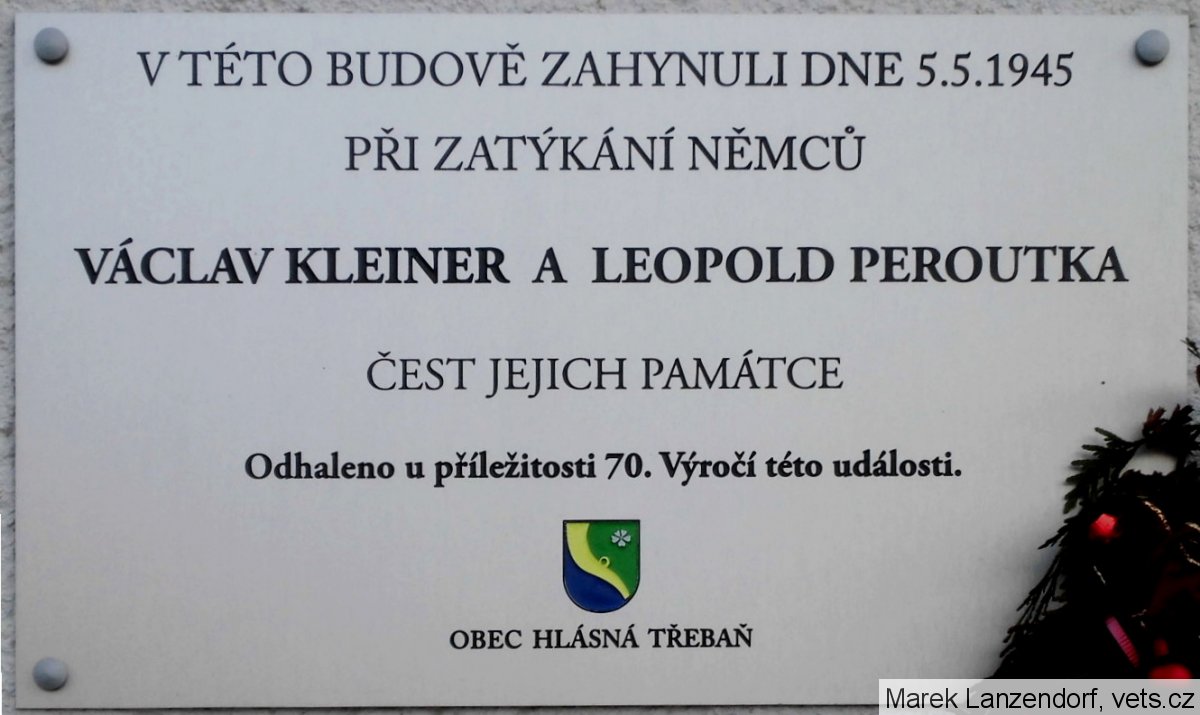 V TÉTO BUDOVĚ ZAHYNULI DNE 5.5.1945
PŘI ZATÝKÁNÍ NĚMCŮ
VÁCLAV KLEINER A LEOPOLD PEROUTKA
ČEST JEJICH PAMÁTCE
Odhaleno u příležitosti 70. Výročí této události.
OBEC HLÁSNÁ TŘEBAŇ
Marek Lanzendorf, vets.cz